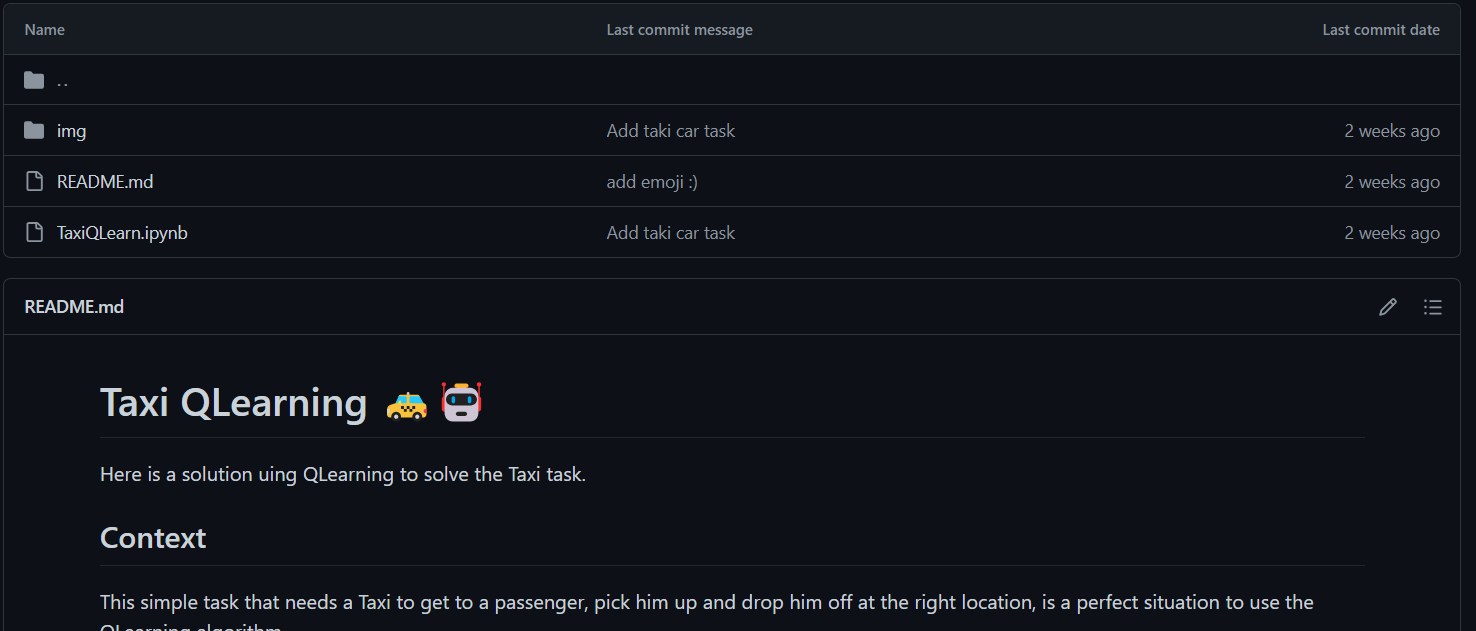 Name Last commit message Last commit date
..
img Add taki car task 2 weeks ago
README.md add emoji :) 2 weeks ago
TaxiQLearn.ipynb Add taki car task 2 weeks ago
README.md
Taxi QLearning 🚕 🤖
Here is a solution uing QLearning to solve the Taxi task.
Context
This simple task that needs a Taxi to get to a passenger, pick him up and drop him off at the right location, is a perfect situation to use the
QLearning algorithm